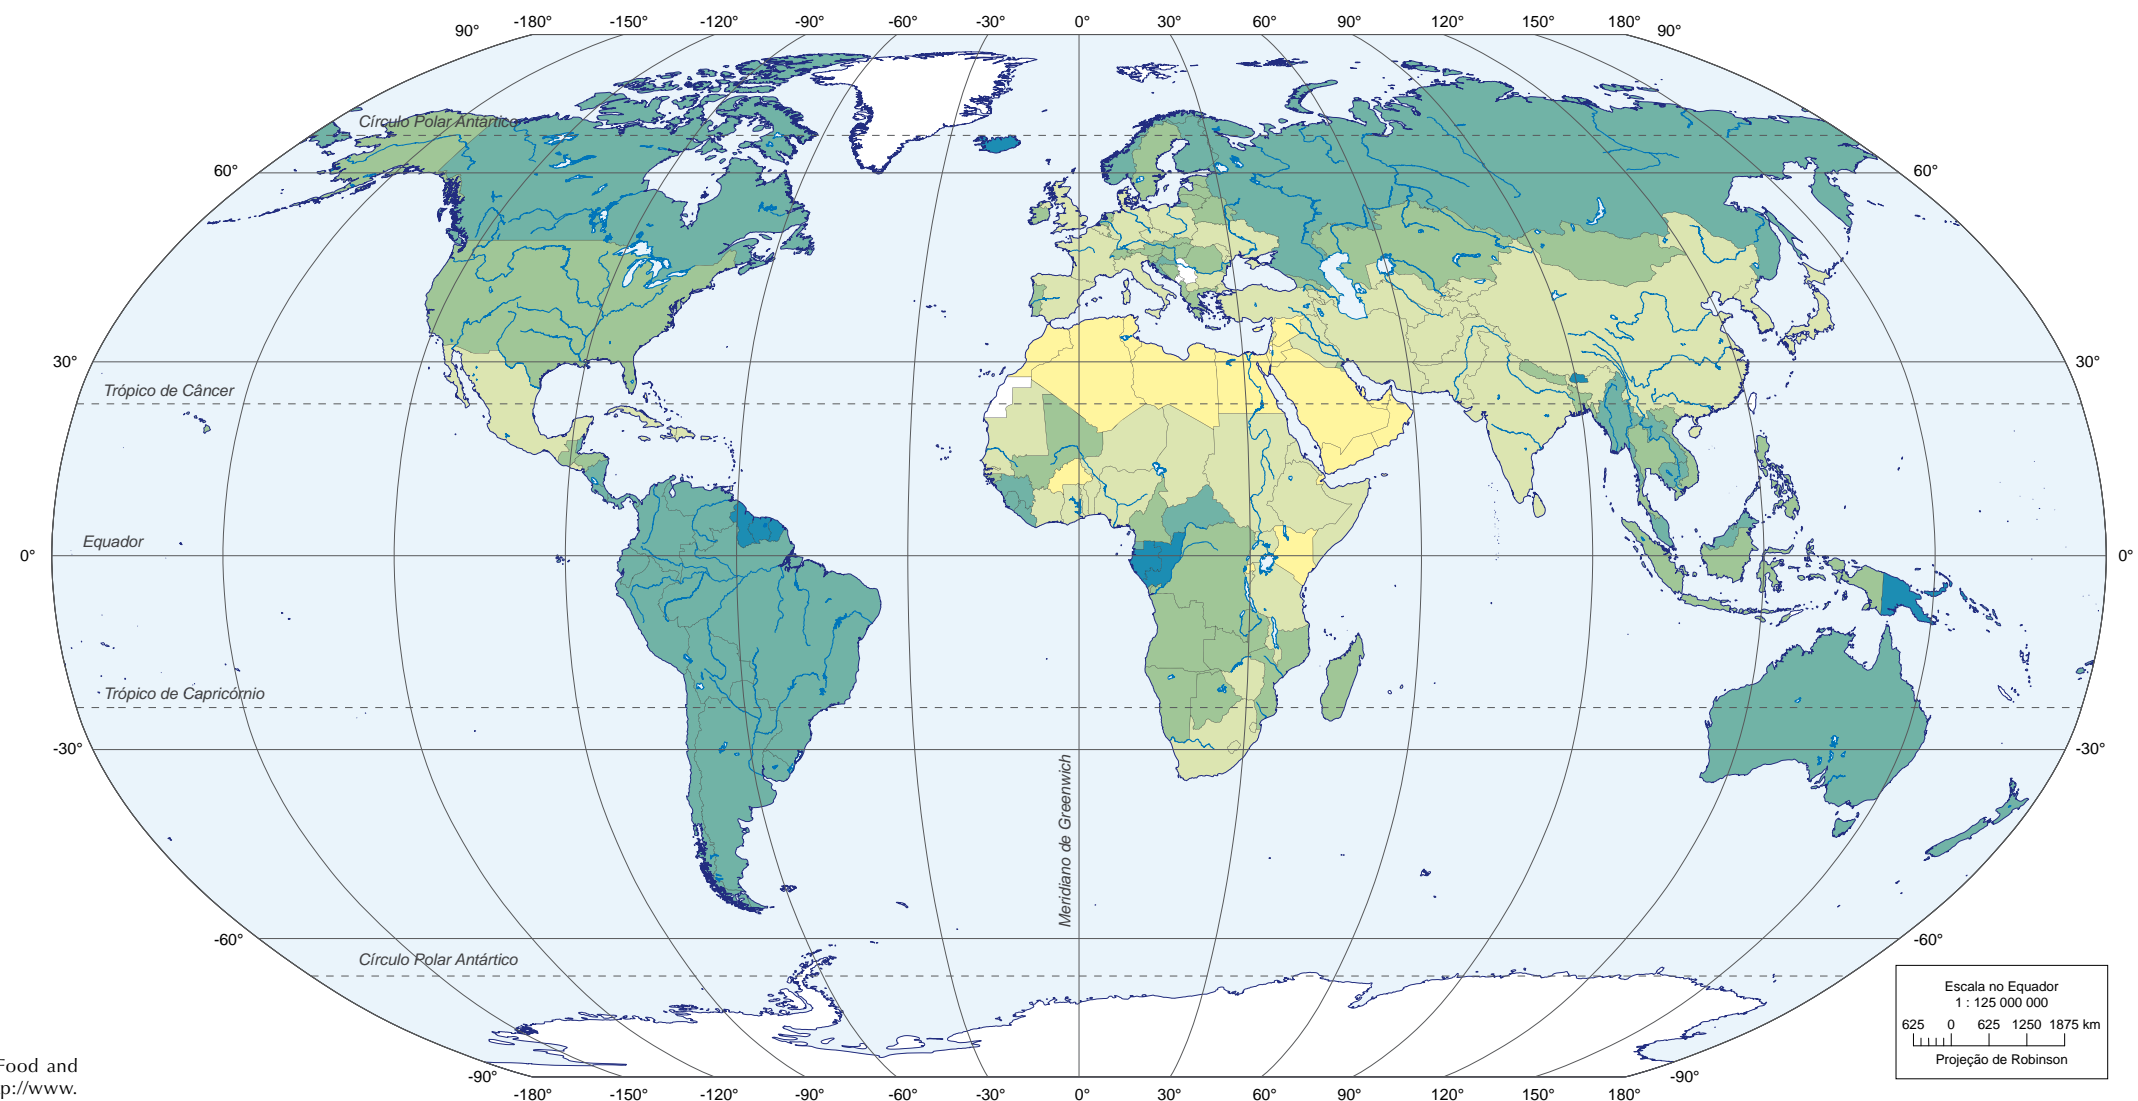 -180° -150° -120° -90° -60° -30° 0° 30° 60° 90° 120° 150° 180°
90° 90°
Círculo Polar Antártico
60° 60°
30° 30°
Trópico de Câncer
Equador
0° 0°
Trópico de Capricórnio
-30° -30°
Meridiano de Greenwich
-60° -60°
Círculo Polar Antártico
Escala no Equador
1 : 125 000 000
625 0 625 1250 1875 km
Projeção de Robinson
Food and
p://www.
-90° -90°
-180° -150° -120° -90° -60° -30° 0° 30° 60° 90° 120° 150° 180°